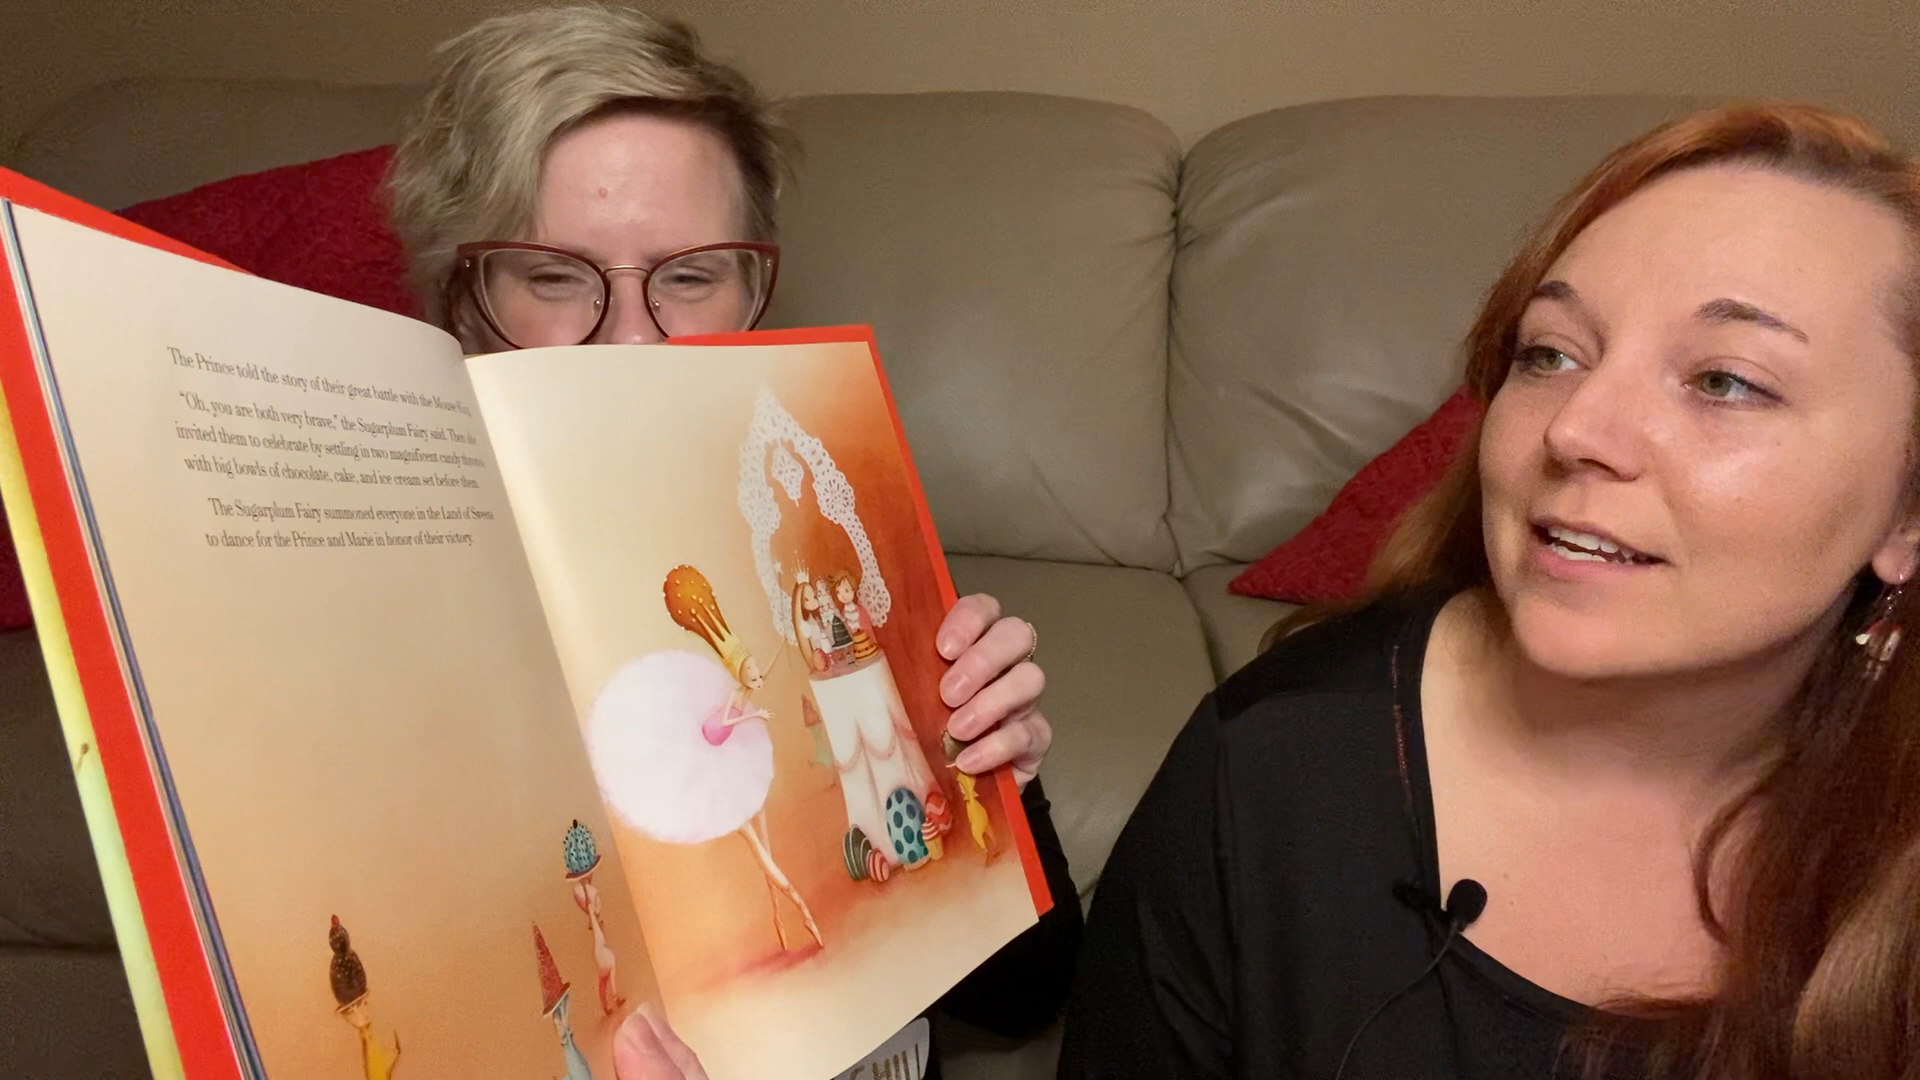 The Prince told the story of their great battle with the Mouse King.
"Oh, you are both very brave," the Sugarplum Fairy said. Then she
invited them to celebrate by settling in two magnificent candy thrones
with big bowls of chocolate, cake, and ice cream set before them.
The Sugarplum Fairy summoned everyone in the Land of Sweets
to dance for the Prince and Marie in honor of their victory.
CHILL